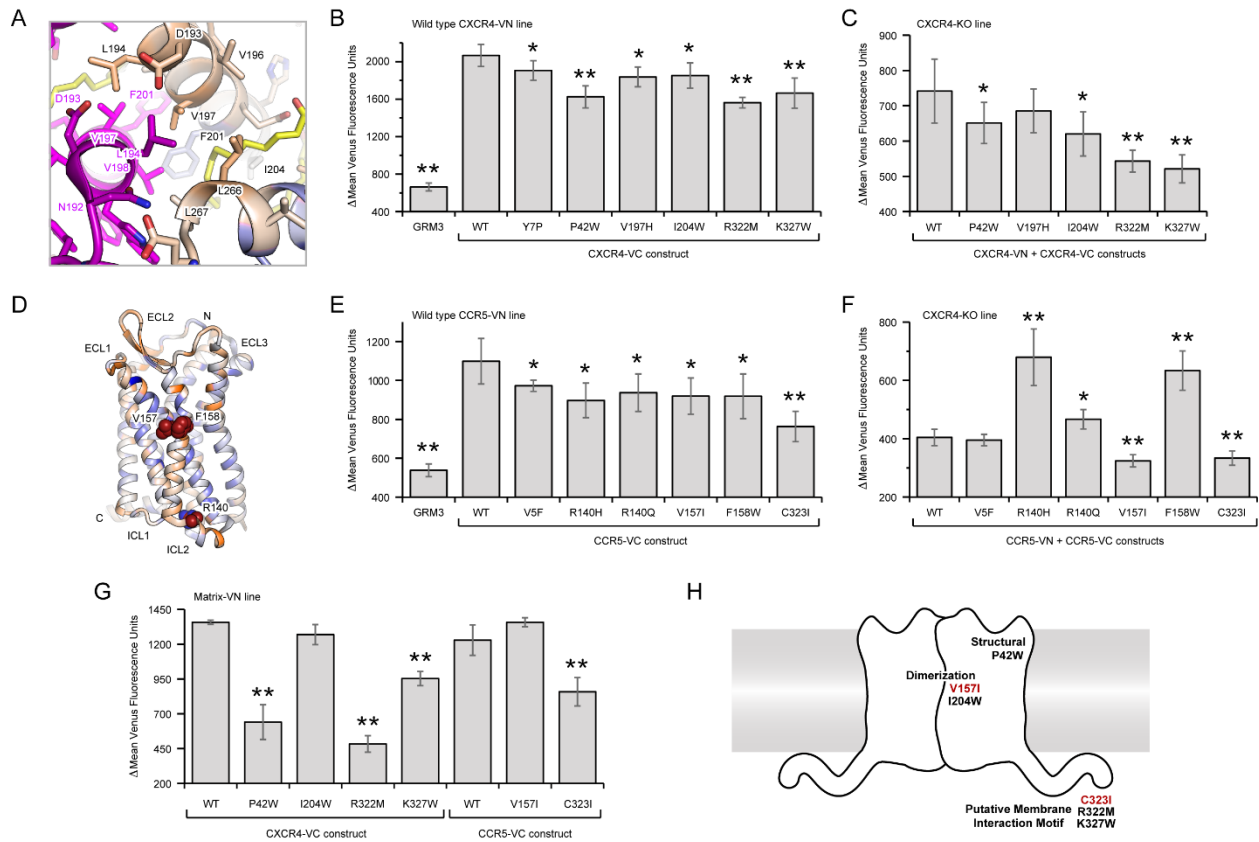 A
D193
L194
V196
D193
F201
V197
V197
L194
F201
V198
I204
L266
N192
L267
B
Wild type CXCR4-VN line
Δ Mean Venus Fluorescence Units
2400
2000
1600
1200
800
400
** * ** * * ** **
GRM3 WT Y7P P42W V197H I204W R322M K327W
CXCR4-VC construct
C
CXCR4-KO line
Δ Mean Venus Fluorescence Units
900
800
700
600
500
400
* * ** **
WT P42W V197H I204W R322M K327W
CXCR4-VN + CXCR4-VC constructs
D
ECL2
N
ECL1
ECL3
V157
F158
R140
C
ICL1
ICL2
E
Wild type CCR5-VN line
Δ Mean Venus Fluorescence Units
1200
1000
800
600
400
** * * * * * **
GRM3 WT V5F R140H R140Q V157I F158W C323I
CCR5-VC construct
F
CXCR4-KO line
Δ Mean Venus Fluorescence Units
800
600
400
200
** * ** ** **
WT V5F R140H R140Q V157I F158W C323I
CCR5-VN + CCR5-VC constructs
G
Matrix-VN line
Δ Mean Venus Fluorescence Units
1450
1200
950
700
450
200
** ** ** **
WT P42W I204W R322M K327W WT V157I C323I
CXCR4-VC construct CCR5-VC construct
H
Structural
P42W
Dimerization
V157I
I204W
C323I
Putative Membrane R322M
Interaction Motif K327W